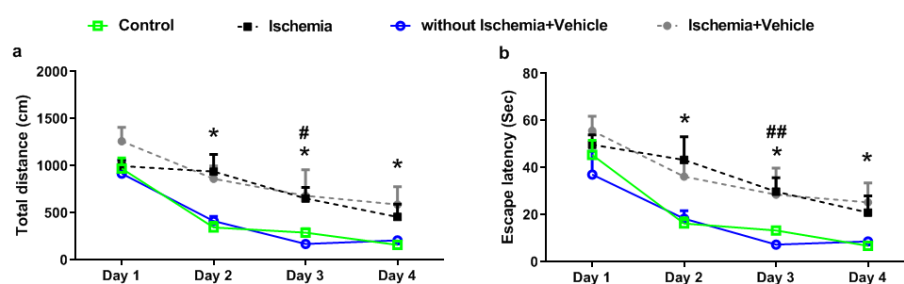 Control Ischemia without Ischemia+Vehicle Ischemia+Vehicle
a
Total distance (cm)
2000
1500
1000
500
0
*
#
*
*
Day 1 Day 2 Day 3 Day 4
b
Escape latency (Sec)
80
60
40
20
0
*
##
*
*
Day 1 Day 2 Day 3 Day 4